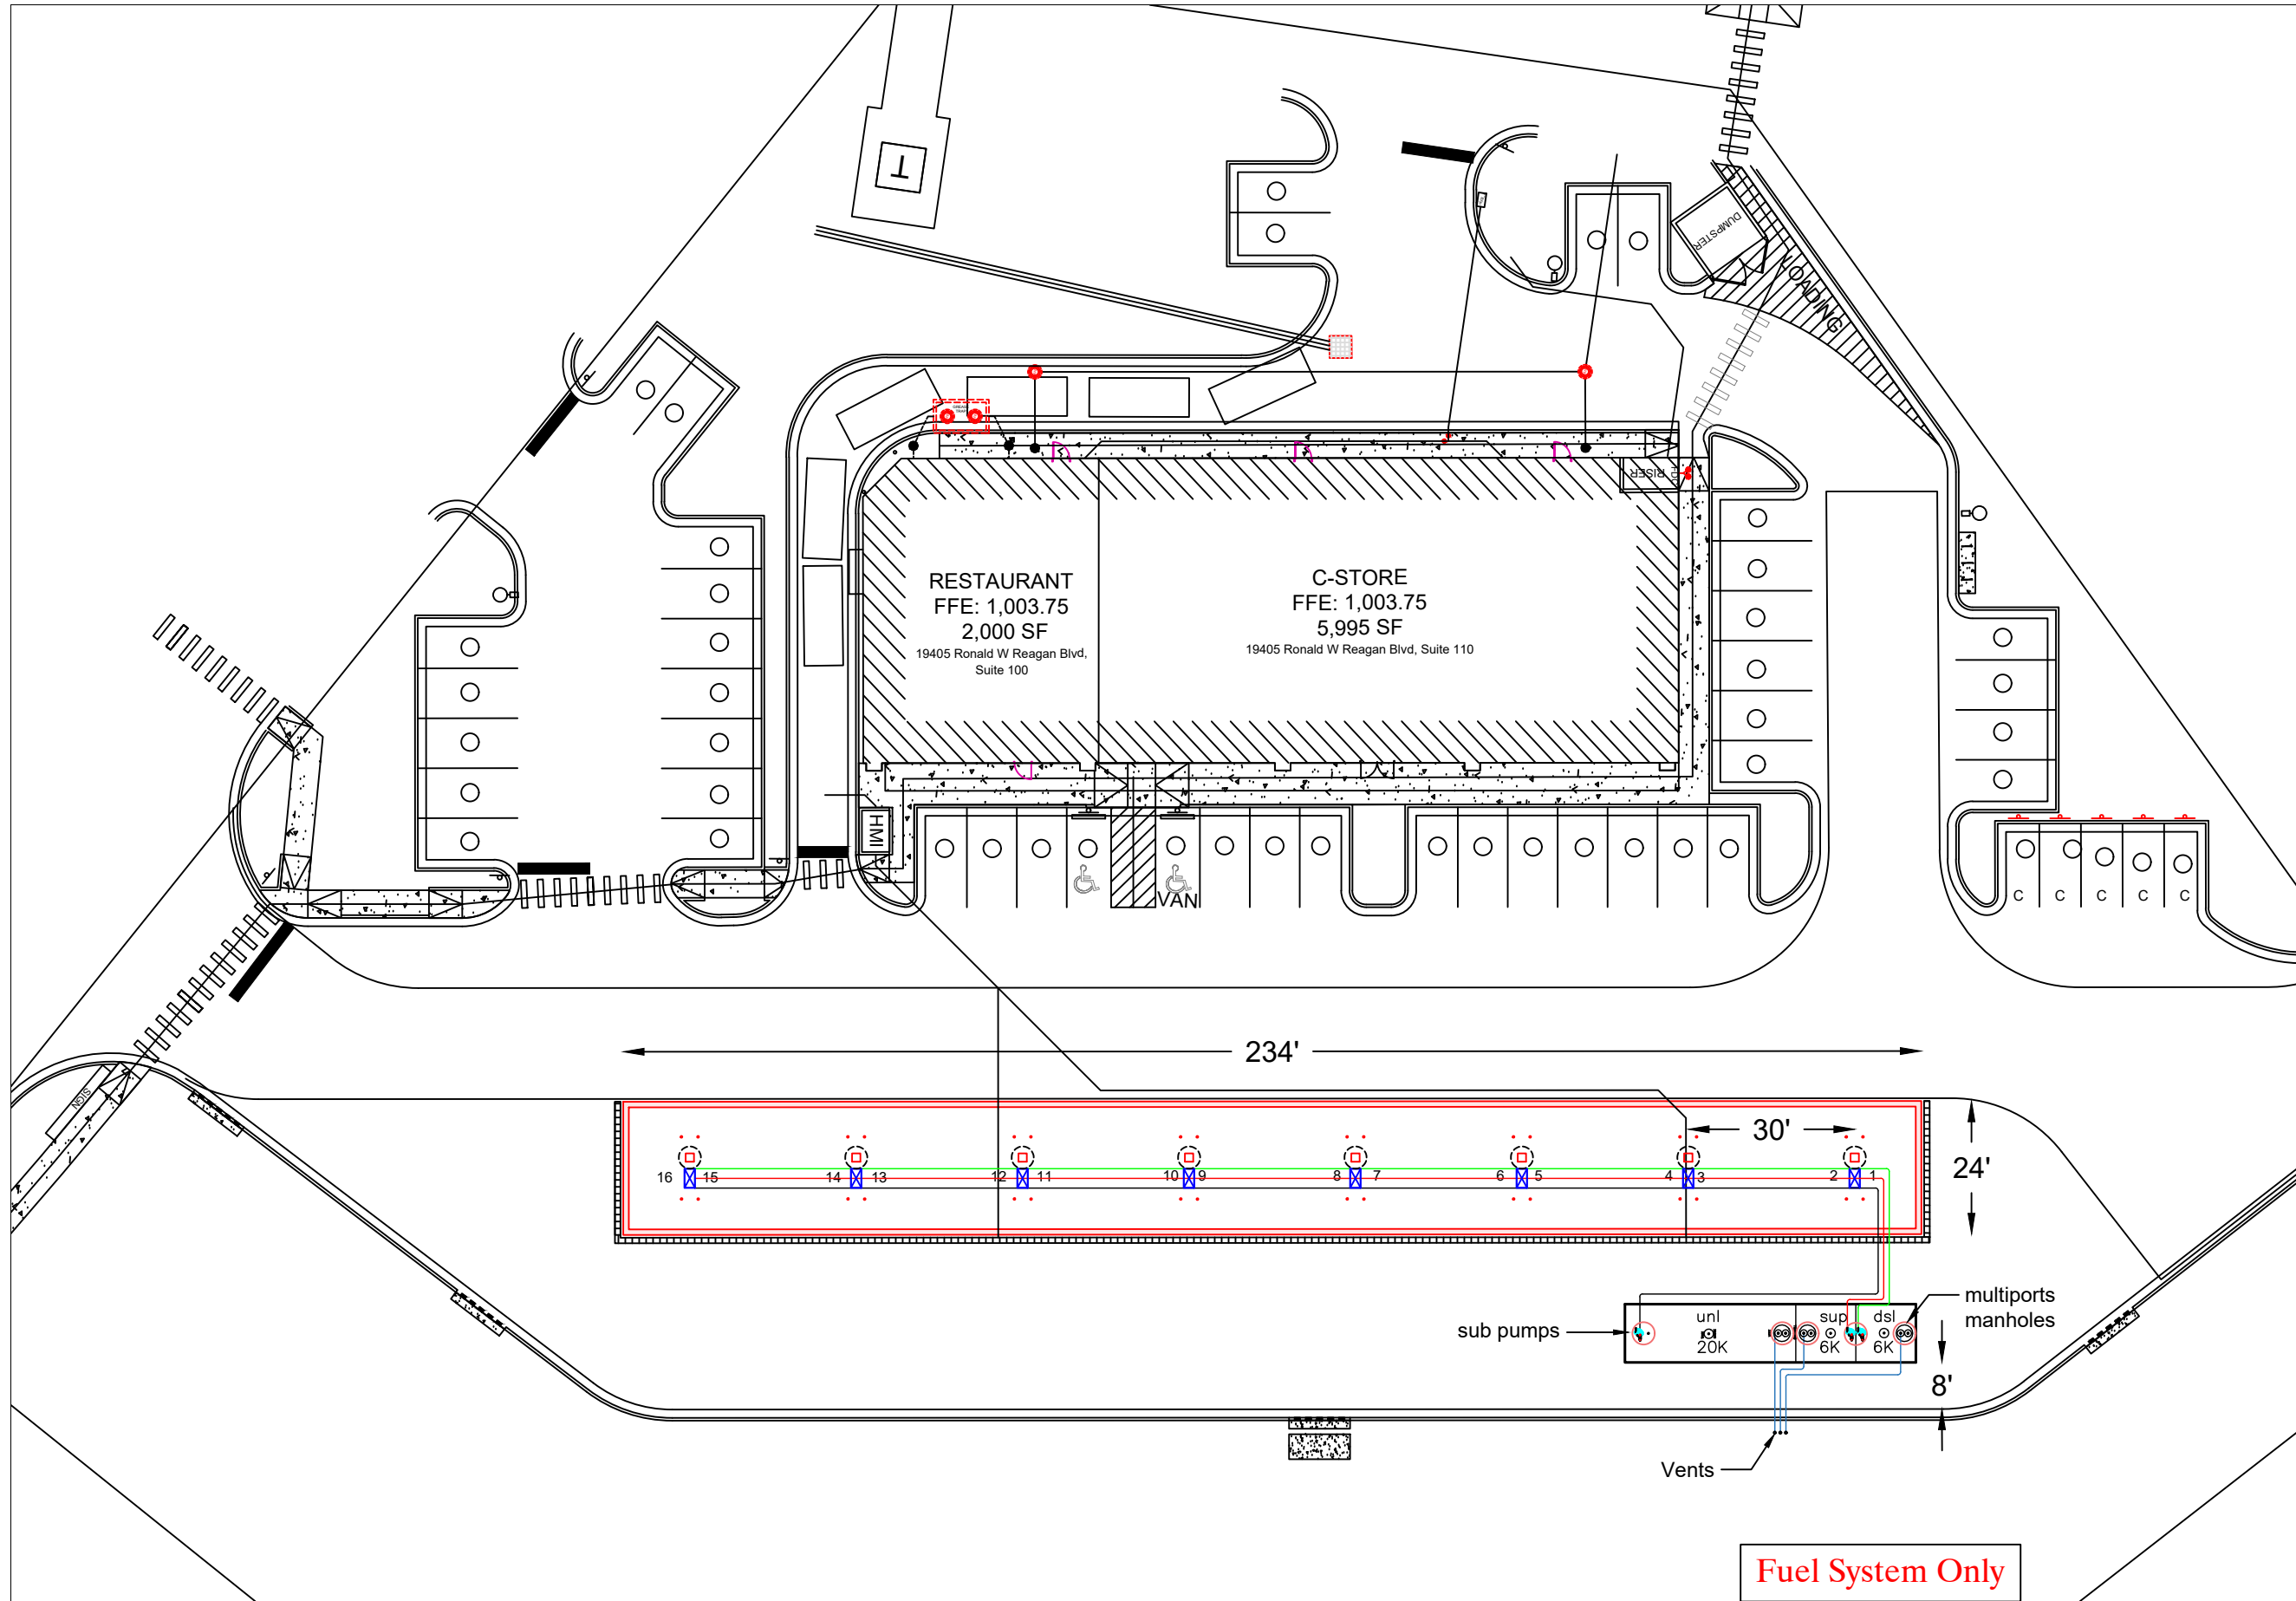 T
DUMPSTER
LOADING
GREASE
TRAP
RISER
FDC
RESTAURANT
FFE: 1,003.75
2,000 SF
19405 Ronald W Reagan Blvd,
Suite 100
C-STORE
FFE: 1,003.75
5,995 SF
19405 Ronald W Reagan Blvd, Suite 110
HMI
VAN
C C C C C
234'
SIGN
30'
24'
16 15 14 13 12 11 10 9 8 7 6 5 4 3 2 1
multiports
manholes
sub pumps
unl
20K
sup
6K
dsl
6K
8'
Vents
Fuel System Only